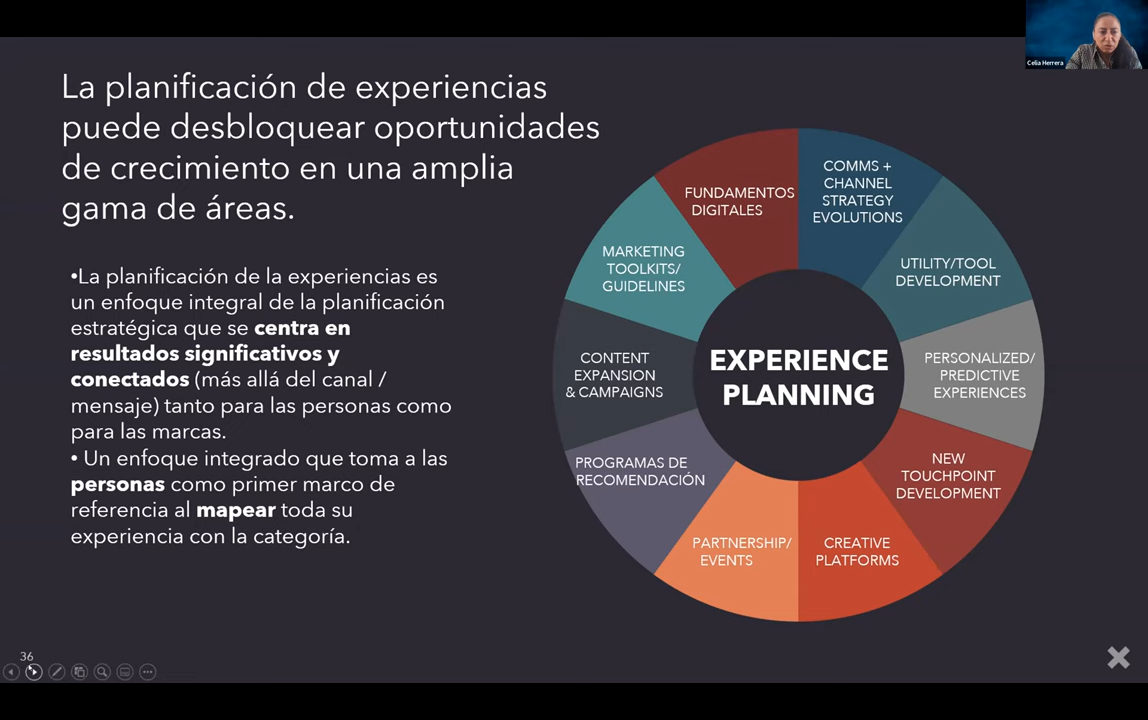 Celia Herrera
La planificación de experiencias
puede desbloquear oportunidades
de crecimiento en una amplia
gama de áreas.
•La planificación de la experiencias es
un enfoque integral de la planificación
estratégica que se centra en
resultados significativos y
conectados (más allá del canal /
mensaje) tanto para las personas como
para las marcas.
• Un enfoque integrado que toma a las
personas como primer marco de
referencia al mapear toda su
experiencia con la categoría.
FUNDAMENTOS
DIGITALES
COMMS +
CHANNEL
STRATEGY
EVOLUTIONS
UTILITY/TOOL
DEVELOPMENT
PERSONALIZED/
PREDICTIVE
EXPERIENCES
NEW
TOUCHPOINT
DEVELOPMENT
CREATIVE
PLATFORMS
PARTNERSHIP/
EVENTS
PROGRAMAS DE
RECOMENDACIÓN
CONTENT
EXPANSION
& CAMPAIGNS
MARKETING
TOOLKITS/
GUIDELINES
EXPERIENCE
PLANNING
36